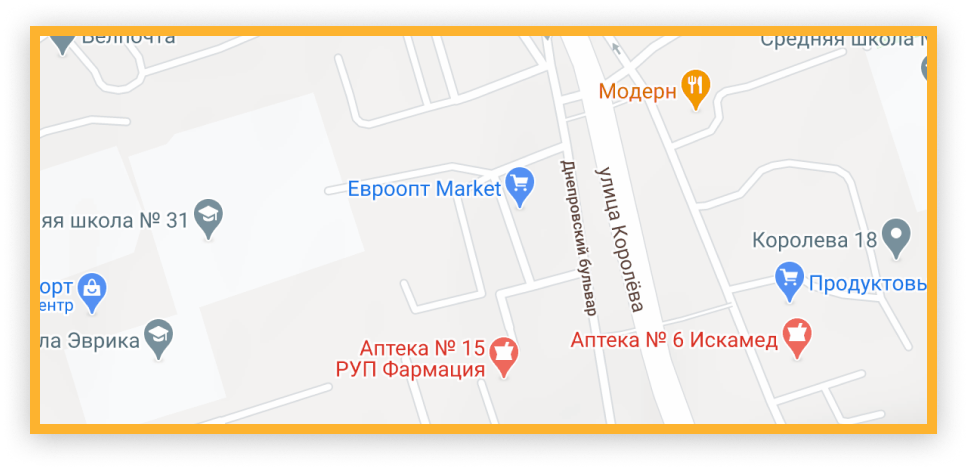 Белпочта
Средняя школа №
Модерн
Евроопт Market
Днепровский бульвар
улица Королёва
яя школа № 31
Королева 18
орт
ентр
Продуктовы
ла Эврика
Аптека № 15
РУП Фармация
Аптека № 6 Искамед